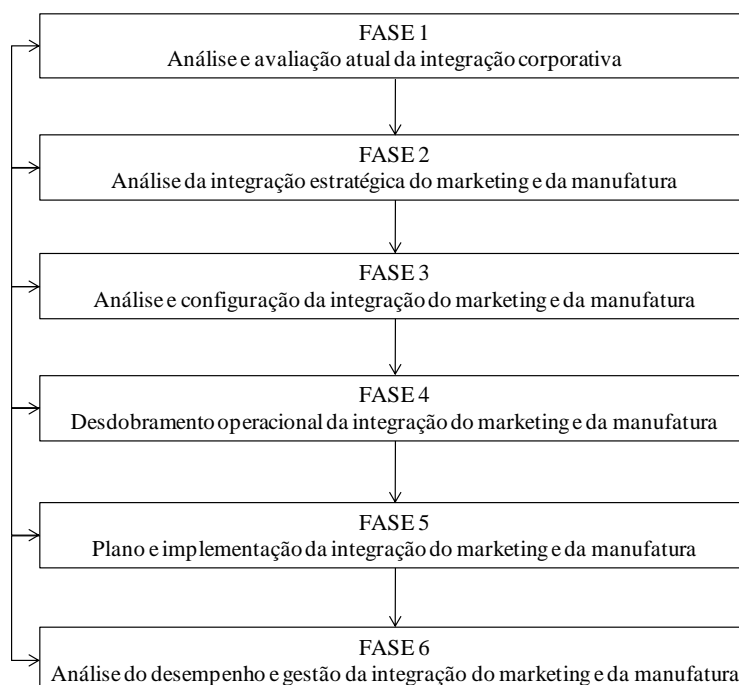 FASE 1
Análise e avaliação atual da integração corporativa
FASE 2
Análise da integração estratégica do marketing e da manufatura
FASE 3
Análise e configuração da integração do marketing e da manufatura
FASE 4
Desdobramento operacional da integração do marketing e da manufatura
FASE 5
Plano e implementação da integração do marketing e da manufatura
FASE 6
Análise do desempenho e gestão da integração do marketing e da manufatura